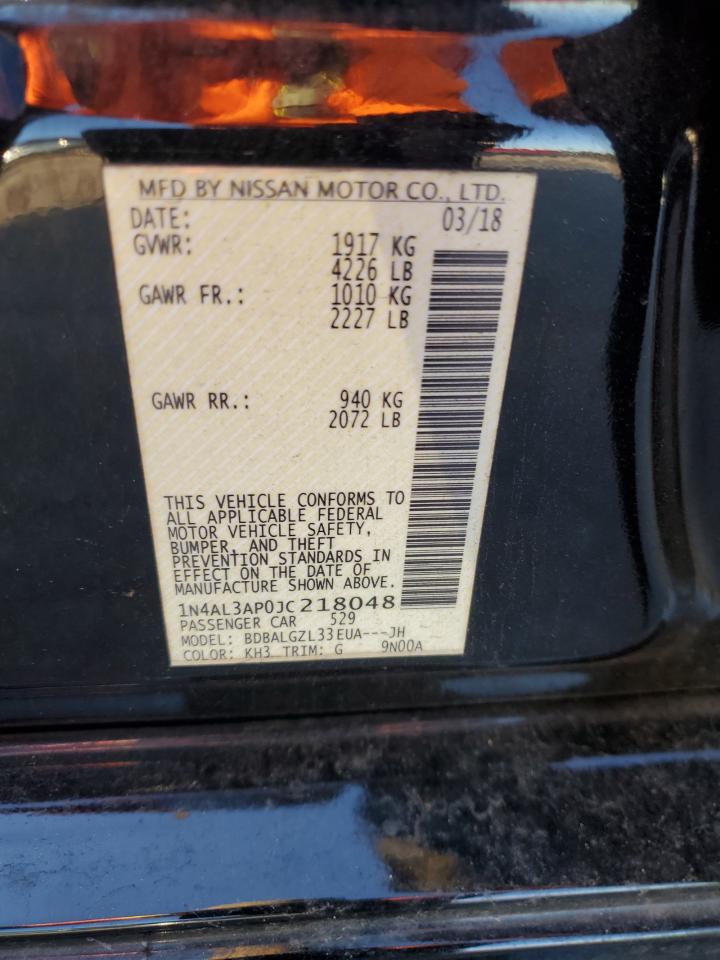 MFD BY NISSAN MOTOR CO., LTD.
DATE: 03/18
GVWR: 1917 KG
4226 LB
GAWR FR.: 1010 KG
2227 LB
GAWR RR.: 940 KG
2072 LB
THIS VEHICLE CONFORMS TO
ALL APPLICABLE FEDERAL
MOTOR VEHICLE SAFETY,
BUMPER, AND THEFT
PREVENTION STANDARDS IN
EFFECT ON THE DATE OF
MANUFACTURE SHOWN ABOVE.
1N4AL3AP0JC218048
PASSENGER CAR 529
MODEL: BDBALGZL33EUA---JH
COLOR: KH3 TRIM: G 9N00A